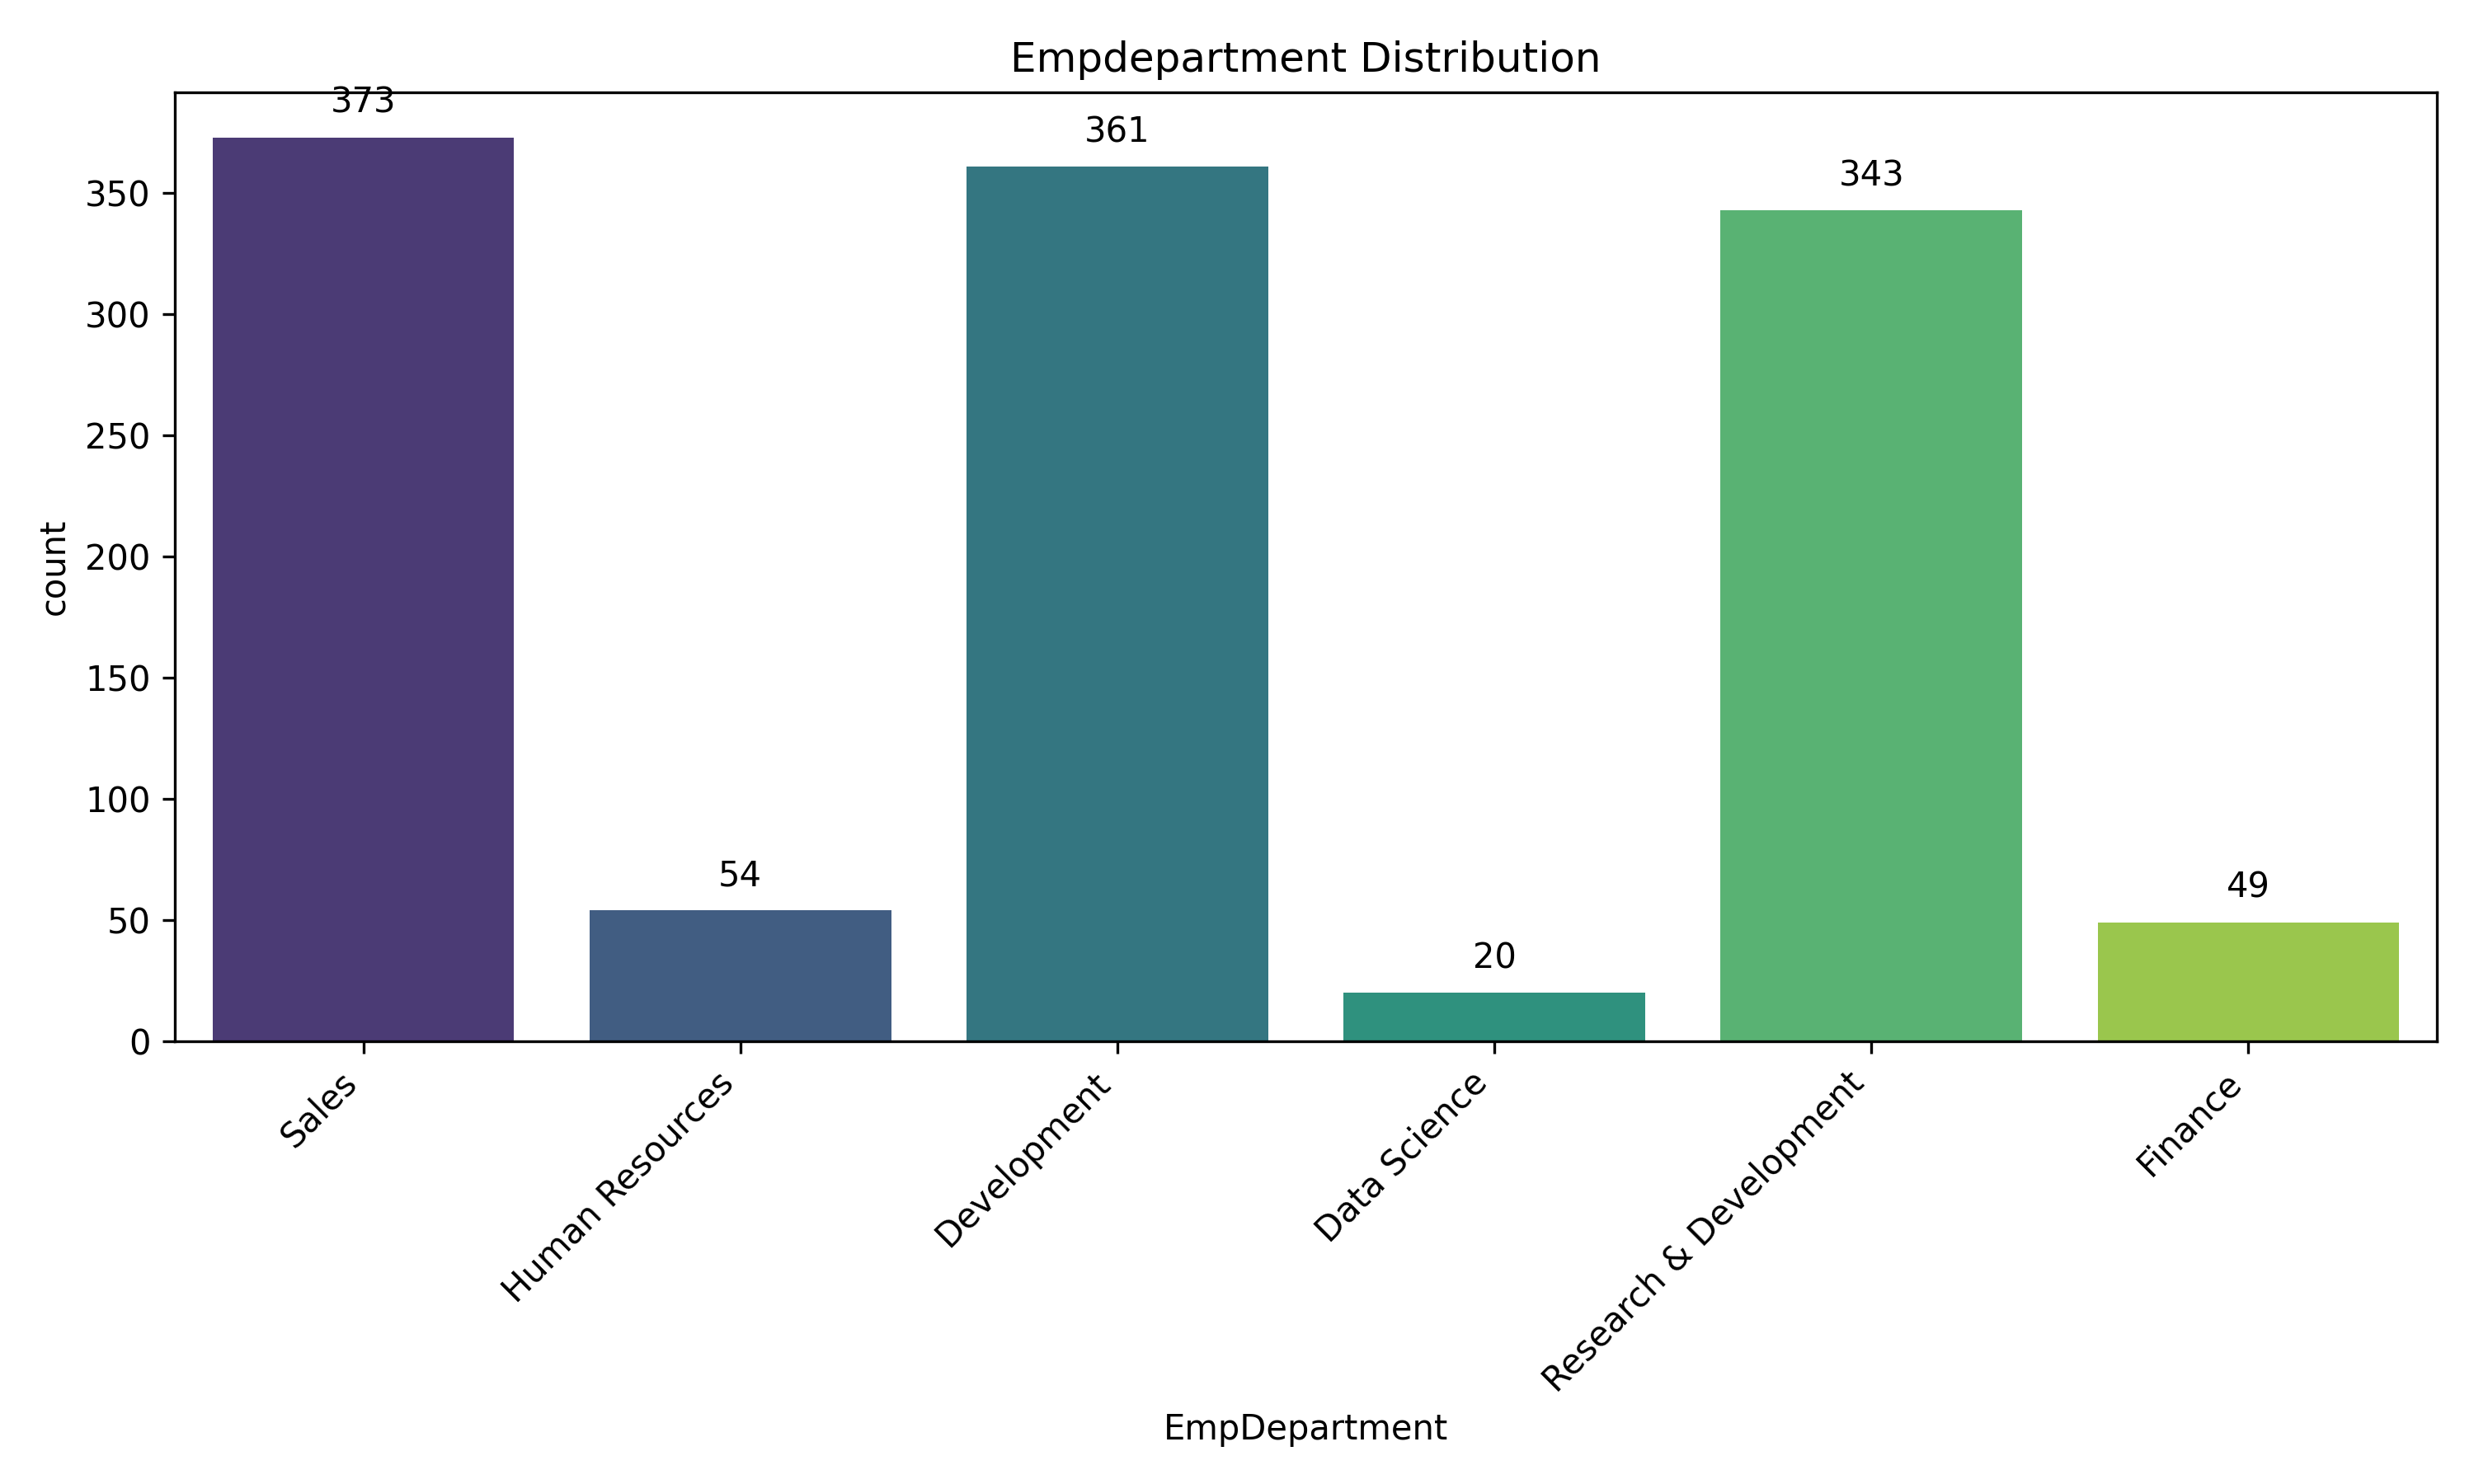 Empdepartment Distribution
373
361
343
54
49
20
350
300
250
200
150
100
50
0
count
Sales
Human Resources
Development
Data Science
Research & Development
Finance
EmpDepartment